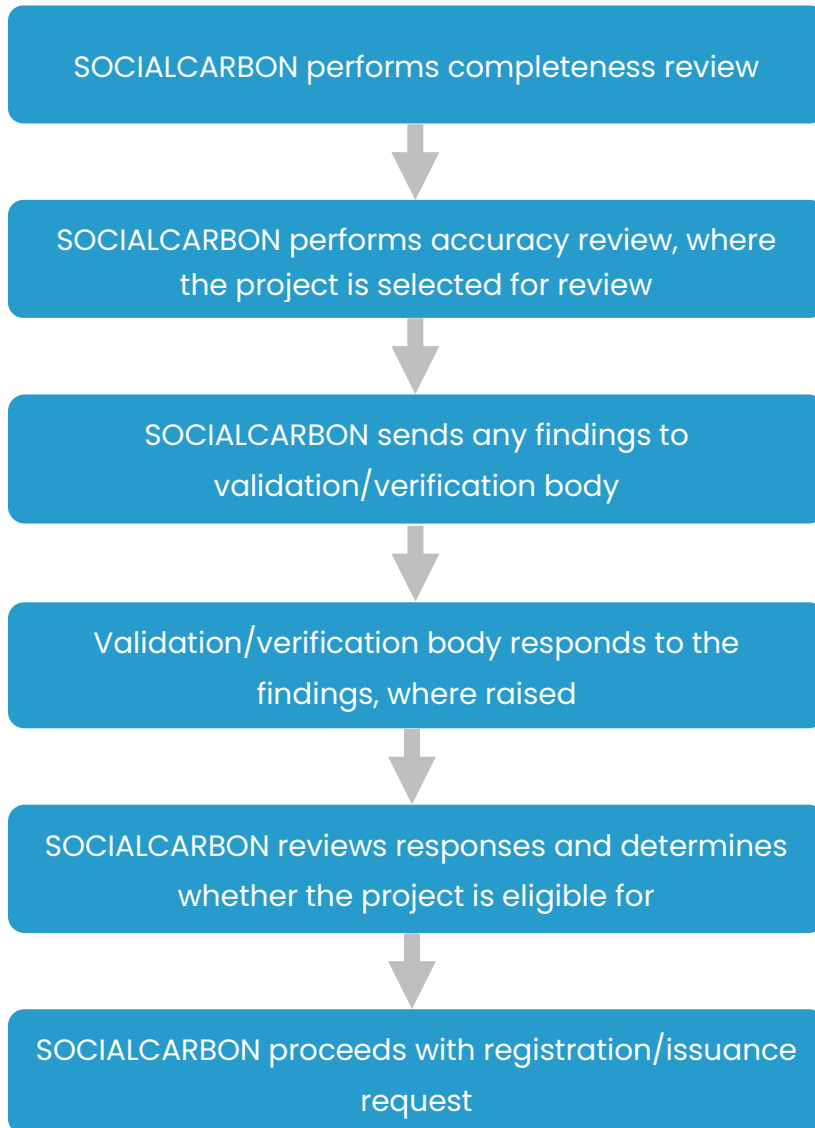 SOCIALCARBON performs completeness review
SOCIALCARBON performs accuracy review, where
the project is selected for review
SOCIALCARBON sends any findings to
validation/verification body
Validation/verification body responds to the
findings, where raised
SOCIALCARBON reviews responses and determines
whether the project is eligible for
SOCIALCARBON proceeds with registration/issuance
request